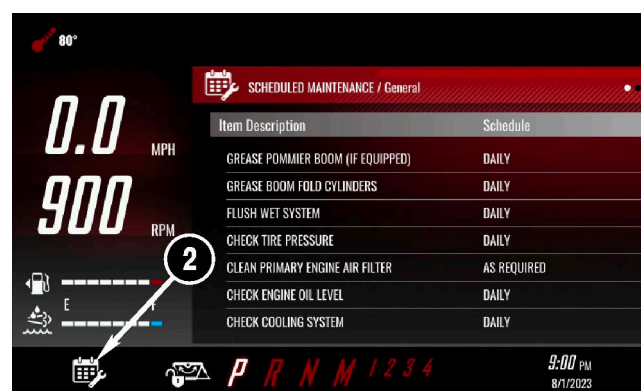 80°
SCHEDULED MAINTENANCE / General
0.0 MPH
900 RPM
Item Description Schedule
GREASE POMMIER BOOM (IF EQUIPPED) DAILY
GREASE BOOM FOLD CYLINDERS DAILY
FLUSH WET SYSTEM DAILY
CHECK TIRE PRESSURE DAILY
CLEAN PRIMARY ENGINE AIR FILTER AS REQUIRED
CHECK ENGINE OIL LEVEL DAILY
CHECK COOLING SYSTEM DAILY
2
E F
P R N M 1 2 3 4
9:00 PM
8/1/2023